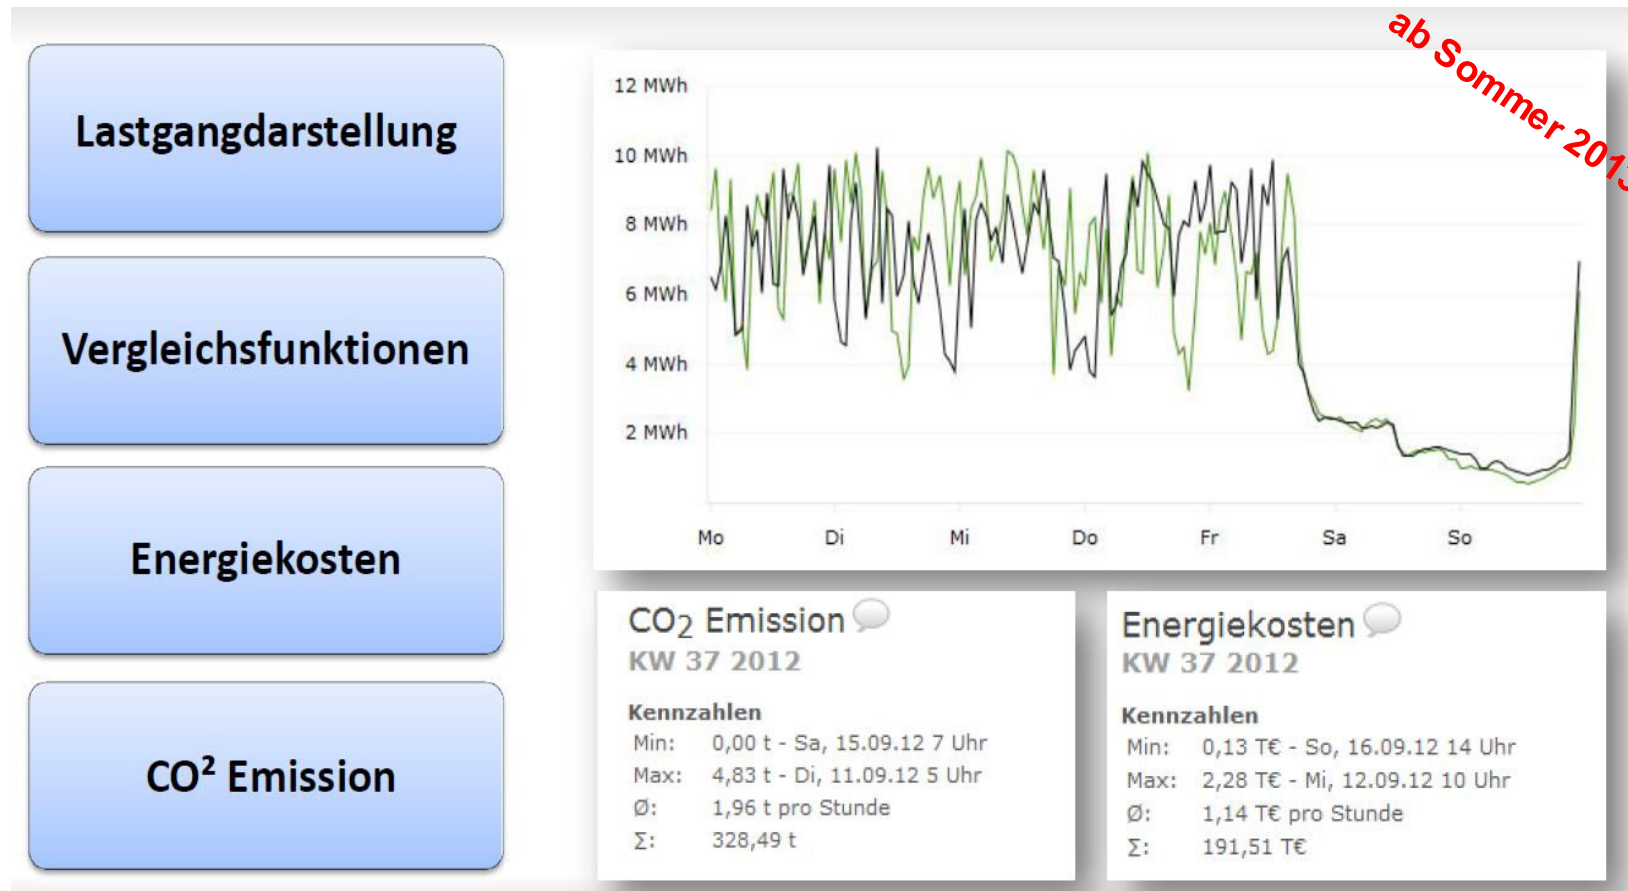 ab Sommer 2013
Lastgangdarstellung
Vergleichsfunktionen
Energiekosten
CO² Emission
12 MWh
10 MWh
8 MWh
6 MWh
4 MWh
2 MWh
Mo Di Mi Do Fr Sa So
CO2 Emission
KW 37 2012
Kennzahlen
Min: 0,00 t - Sa, 15.09.12 7 Uhr
Max: 4,83 t - Di, 11.09.12 5 Uhr
Ø: 1,96 t pro Stunde
Σ: 328,49 t
Energiekosten
KW 37 2012
Kennzahlen
Min: 0,13 T€ - So, 16.09.12 14 Uhr
Max: 2,28 T€ - Mi, 12.09.12 10 Uhr
Ø: 1,14 T€ pro Stunde
Σ: 191,51 T€